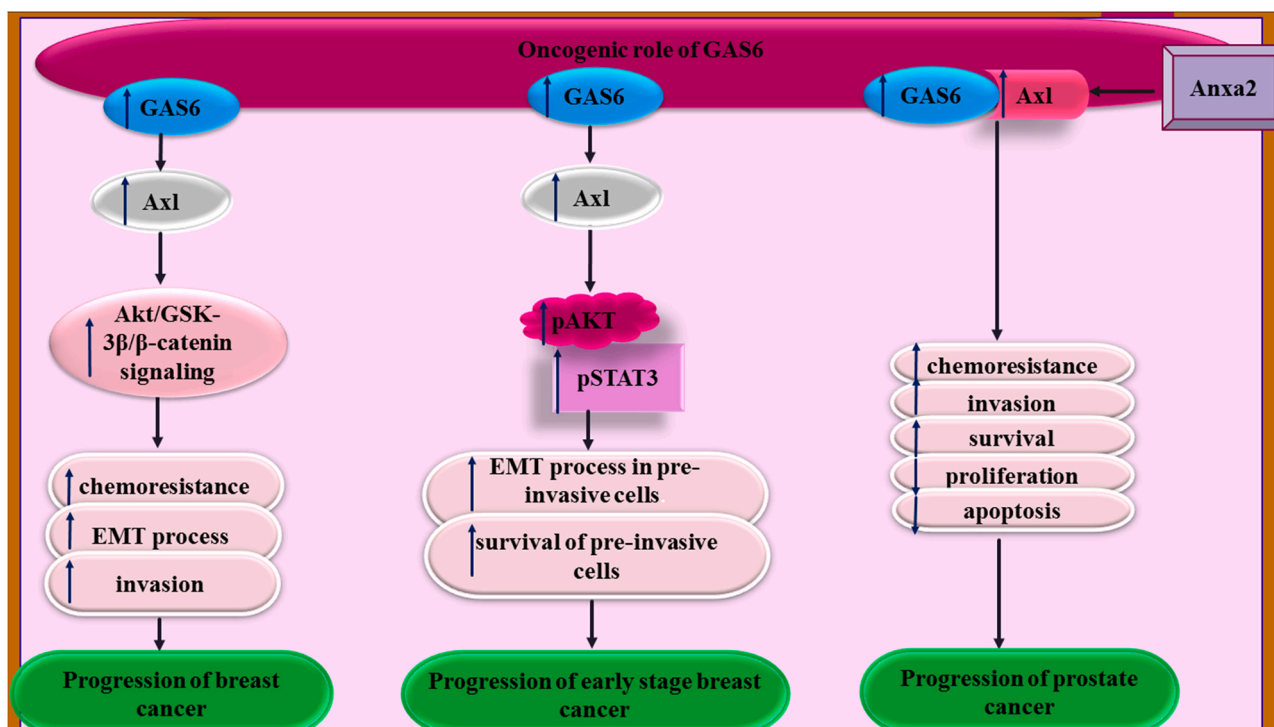 Oncogenic role of GAS6
GAS6
Axl
Akt/GSK-
3β/β-catenin
signaling
chemoresistance
EMT process
invasion
Progression of breast
cancer
GAS6
Axl
pAKT
pSTAT3
EMT process in pre-
invasive cells.
survival of pre-invasive
cells
Progression of early stage breast
cancer
GAS6
Axl
Anxa2
chemoresistance
invasion
survival
proliferation
apoptosis
Progression of prostate
cancer